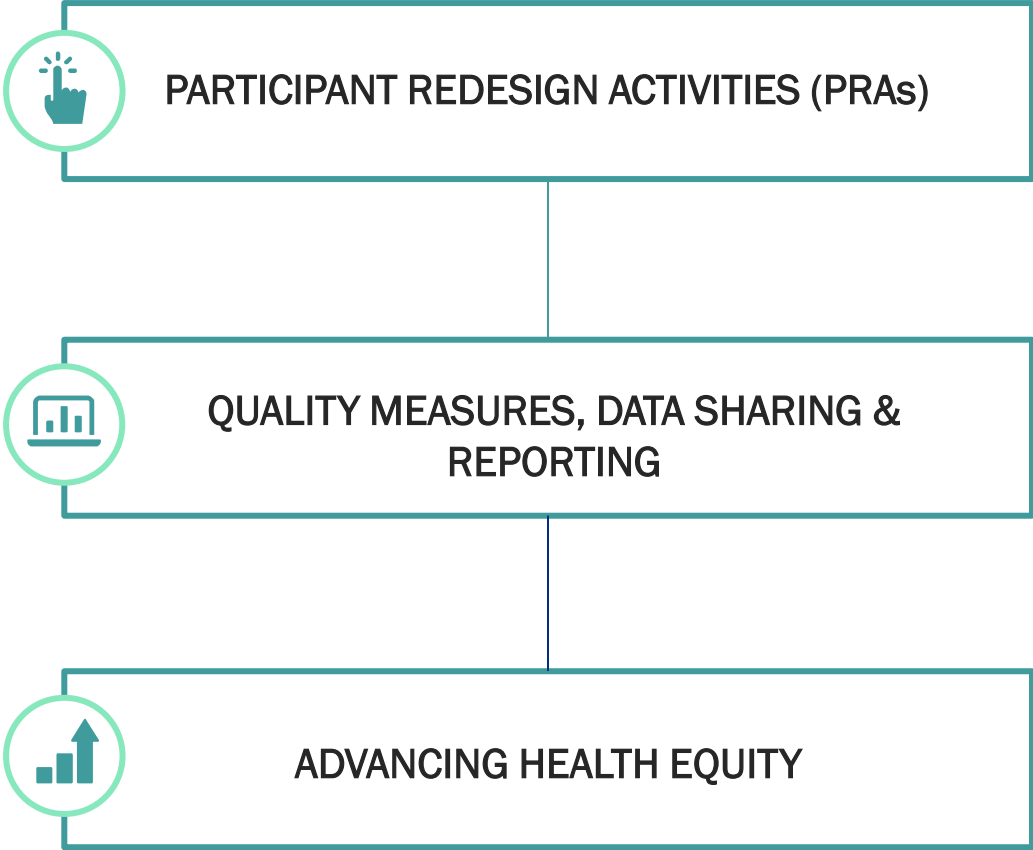 PARTICIPANT REDESIGN ACTIVITIES (PRAs)
QUALITY MEASURES, DATA SHARING &
REPORTING
ADVANCING HEALTH EQUITY